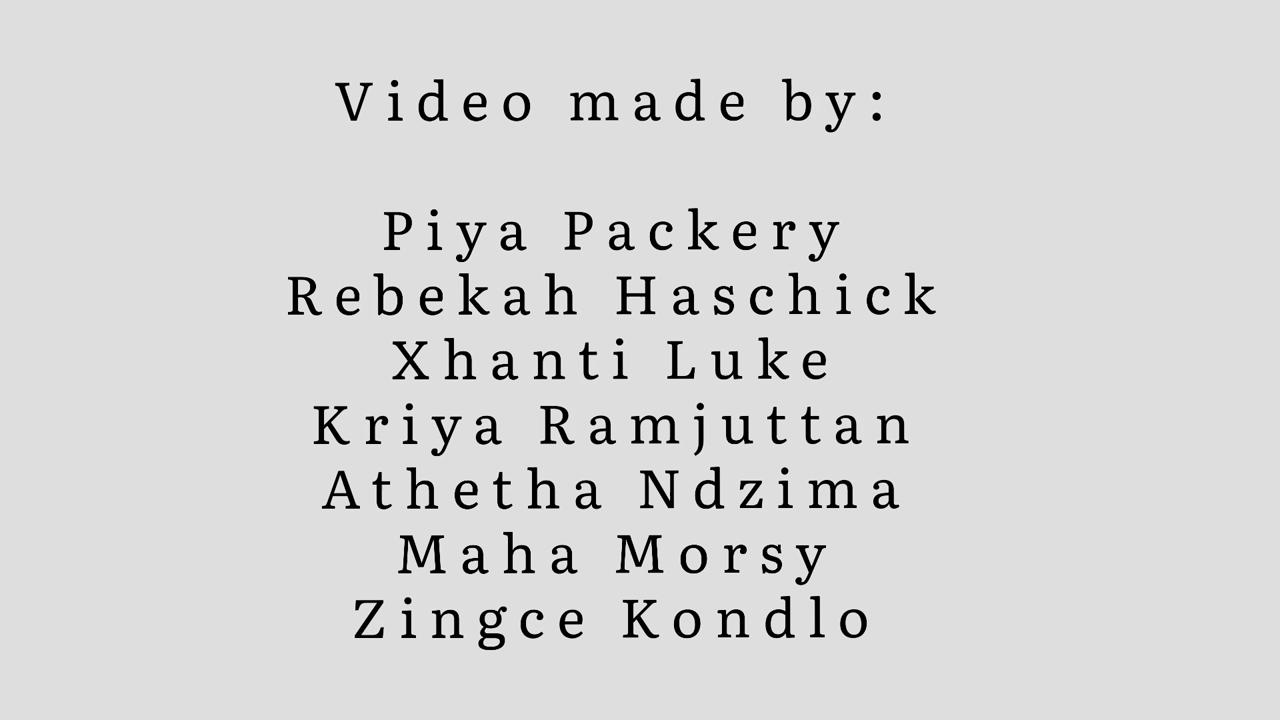 Video made by:
Piya Packery
Rebekah Haschick
Xhanti Luke
Kriya Ramjuttan
Athetha Ndzima
Maha Morsy
Zingce Kondlo